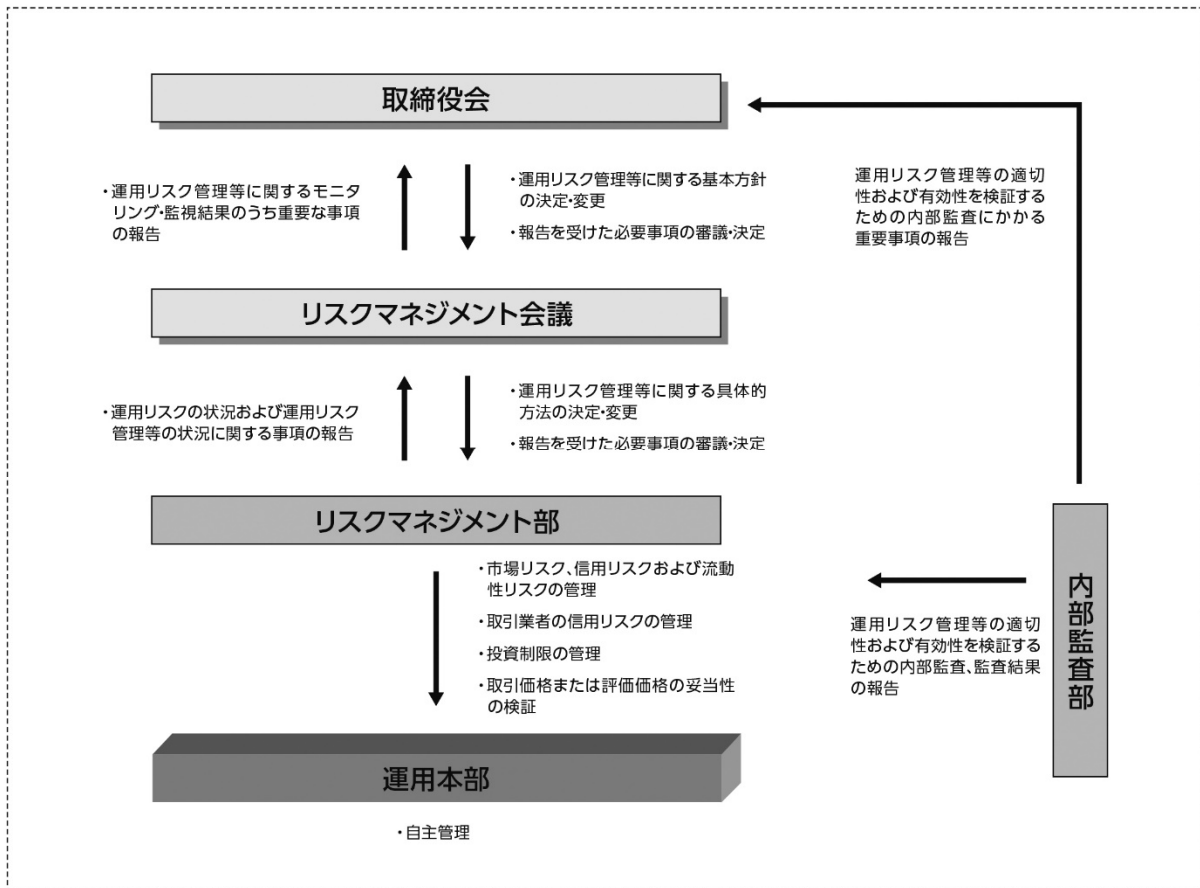 取締役会
・運用リスク管理等に関するモニタ
リング・監視結果のうち重要な事項
の報告
・運用リスク管理等に関する基本方針
の決定・変更
・報告を受けた必要事項の審議・決定
運用リスク管理等の適切
性および有効性を検証する
ための内部監査にかかる
重要事項の報告
リスクマネジメント会議
・運用リスクの状況および運用リスク
管理等の状況に関する事項の報告
・運用リスク管理等に関する具体的
方法の決定・変更
・報告を受けた必要事項の審議・決定
リスクマネジメント部
・市場リスク、信用リスクおよび流動
性リスクの管理
・取引業者の信用リスクの管理
・投資制限の管理
・取引価格または評価価格の妥当性
の検証
運用リスク管理等の適切
性および有効性を検証する
ための内部監査、監査結果
の報告
内部監査部
運用本部
・自主管理